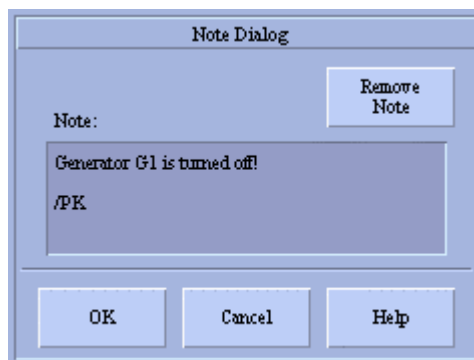 Note Dialog
Remove
Note
Note:
Generator G1 is turned off!
/PK
OK
Cancel
Help